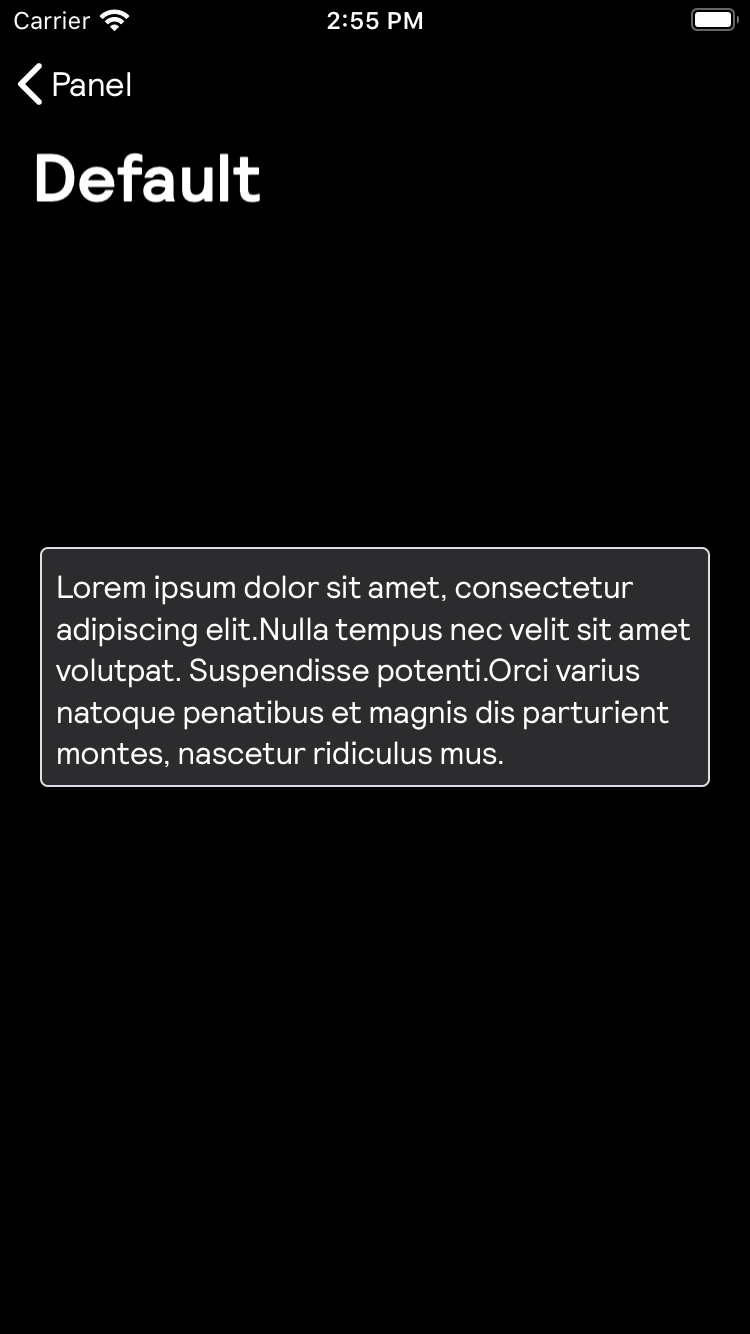 Carrier 2:55 PM
Panel
Default
Lorem ipsum dolor sit amet, consectetur
adipiscing elit.Nulla tempus nec velit sit amet
volutpat. Suspendisse potenti.Orci varius
natoque penatibus et magnis dis parturient
montes, nascetur ridiculus mus.